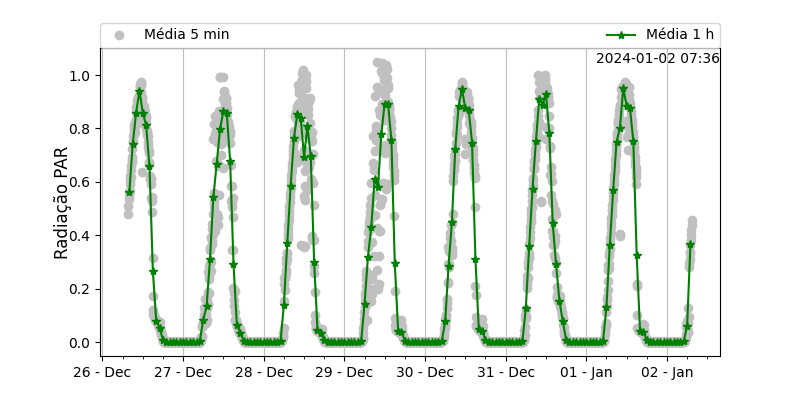 Média 5 min
Média 1 h
2024-01-02 07:36
Radiação PAR
1.0
0.8
0.6
0.4
0.2
0.0
26 - Dec
27 - Dec
28 - Dec
29 - Dec
30 - Dec
31 - Dec
01 - Jan
02 - Jan